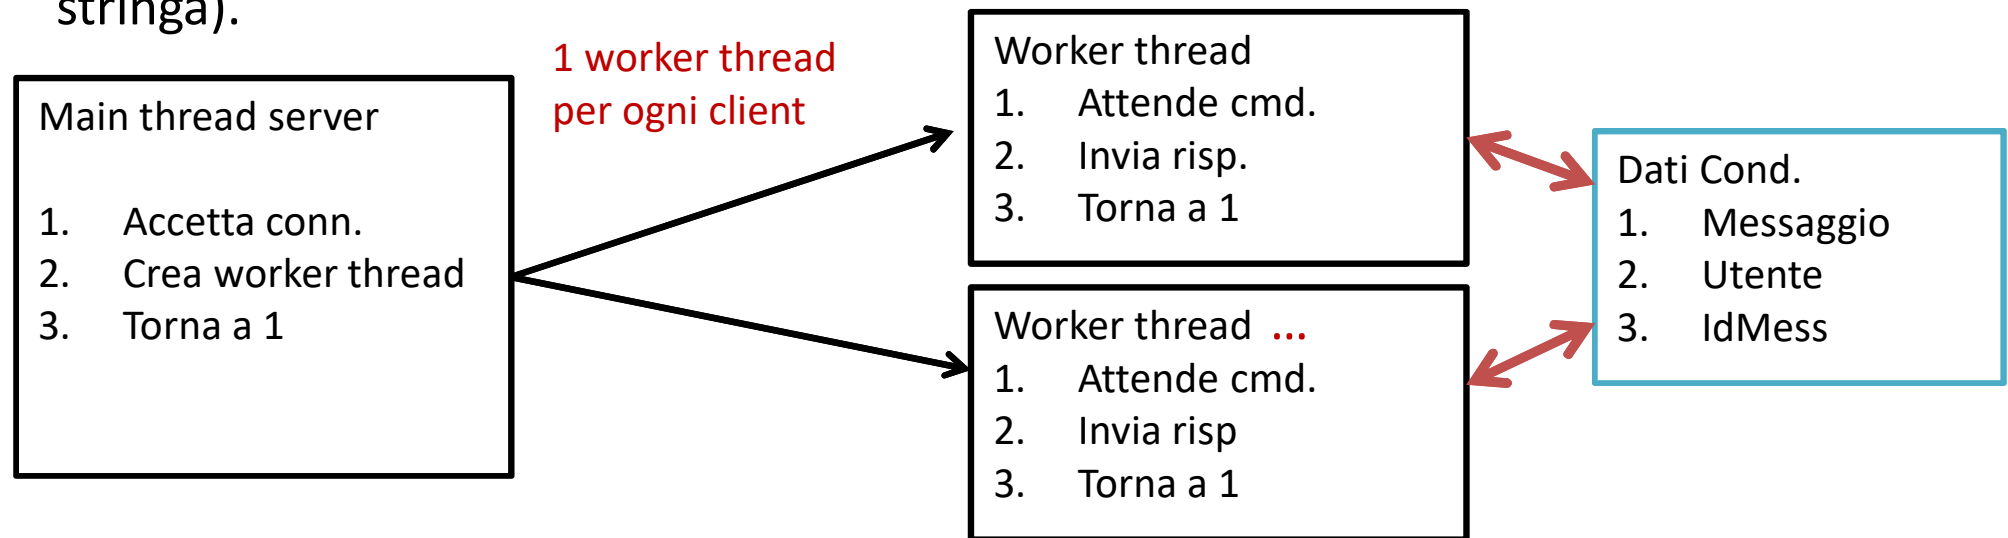 stringa).
1 worker thread
per ogni client
Main thread server
1. Accetta conn.
2. Crea worker thread
3. Torna a 1
Worker thread
1. Attende cmd.
2. Invia risp.
3. Torna a 1
Worker thread ...
1. Attende cmd.
2. Invia risp
3. Torna a 1
Dati Cond.
1. Messaggio
2. Utente
3. IdMess